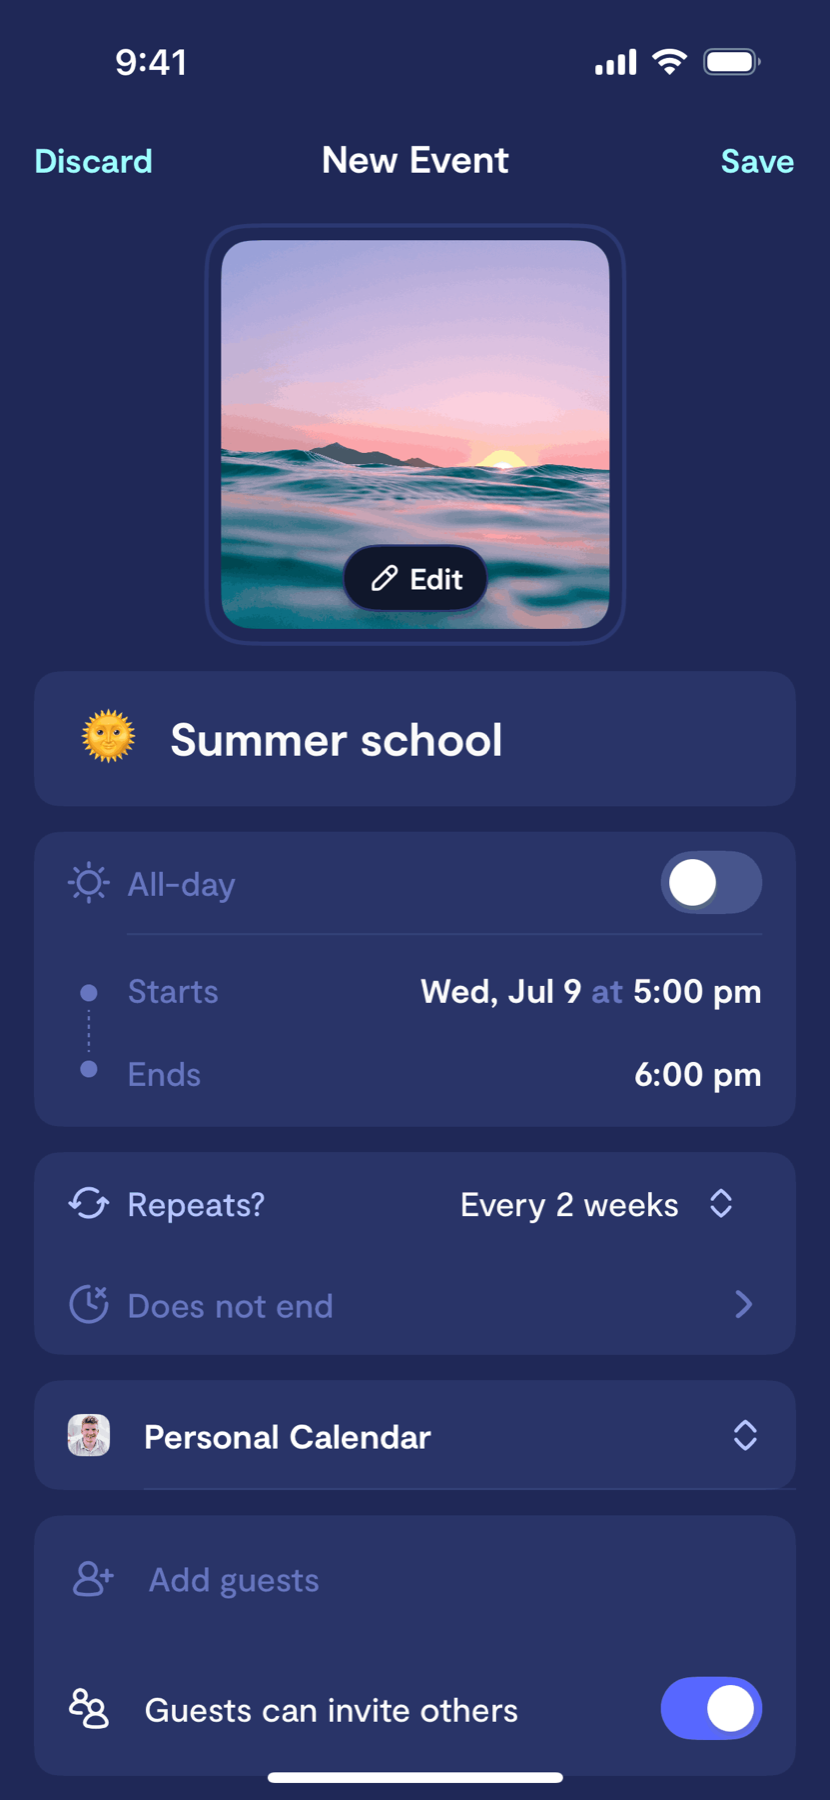 9:41
Discard New Event Save
Edit
Summer school
All-day
Starts Wed, Jul 9 at 5:00 pm
Ends 6:00 pm
Repeats? Every 2 weeks
Does not end
Personal Calendar
Add guests
Guests can invite others